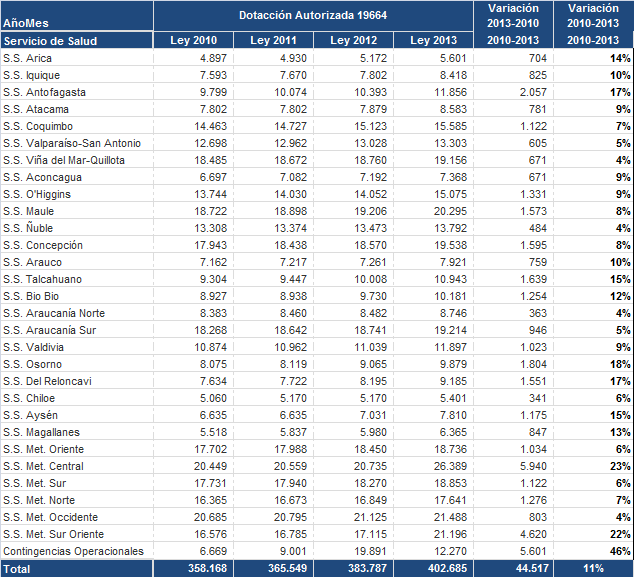 Dotacción Autorizada 19664 Variación Variación
AñoMes 2013-2010 2010-2013
Servicio de Salud Ley 2010 Ley 2011 Ley 2012 Ley 2013 2010-2013 2010-2013
S.S. Arica 4.897 4.930 5.172 5.601 704 14%
S.S. Iquique 7.593 7.670 7.802 8.418 825 10%
S.S. Antofagasta 9.799 10.074 10.393 11.856 2.057 17%
S.S. Atacama 7.802 7.802 7.879 8.583 781 9%
S.S. Coquimbo 14.463 14.727 15.123 15.585 1.122 7%
S.S. Valparaíso-San Antonio 12.698 12.962 13.028 13.303 605 5%
S.S. Viña del Mar-Quillota 18.485 18.672 18.760 19.156 671 4%
S.S. Aconcagua 6.697 7.082 7.192 7.368 671 9%
S.S. O'Higgins 13.744 14.030 14.052 15.075 1.331 9%
S.S. Maule 18.722 18.898 19.206 20.295 1.573 8%
S.S. Ñuble 13.308 13.374 13.473 13.792 484 4%
S.S. Concepción 17.943 18.438 18.570 19.538 1.595 8%
S.S. Arauco 7.162 7.217 7.261 7.921 759 10%
S.S. Talcahuano 9.304 9.447 10.008 10.943 1.639 15%
S.S. Bio Bio 8.927 8.938 9.730 10.181 1.254 12%
S.S. Araucanía Norte 8.383 8.460 8.482 8.746 363 4%
S.S. Araucanía Sur 18.268 18.642 18.741 19.214 946 5%
S.S. Valdivia 10.874 10.962 11.039 11.897 1.023 9%
S.S. Osorno 8.075 8.119 9.065 9.879 1.804 18%
S.S. Del Reloncavi 7.634 7.722 8.195 9.185 1.551 17%
S.S. Chiloe 5.060 5.170 5.170 5.401 341 6%
S.S. Aysén 6.635 6.635 7.031 7.810 1.175 15%
S.S. Magallanes 5.518 5.837 5.980 6.365 847 13%
S.S. Met. Oriente 17.702 17.988 18.450 18.736 1.034 6%
S.S. Met. Central 20.449 20.559 20.735 26.389 5.940 23%
S.S. Met. Sur 17.731 17.940 18.270 18.853 1.122 6%
S.S. Met. Norte 16.365 16.673 16.849 17.641 1.276 7%
S.S. Met. Occidente 20.685 20.795 21.125 21.488 803 4%
S.S. Met. Sur Oriente 16.576 16.785 17.115 21.196 4.620 22%
Contingencias Operacionales 6.669 9.001 19.891 12.270 5.601 46%
Total 358.168 365.549 383.787 402.685 44.517 11%